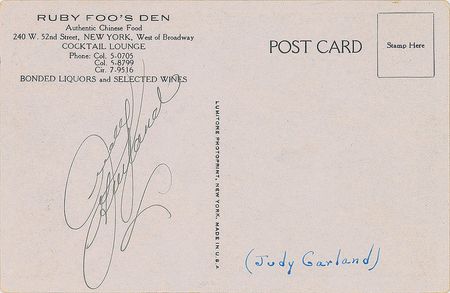 RUBY FOO'S DEN
Authentic Chinese Food
240 W. 52nd Street, NEW YORK, West of Broadway
COCKTAIL LOUNGE
Phone: Col. 5-0705
Col. 5-8799
Cir. 7-9516
BONDED LIQUORS and SELECTED WINES
Judy
Garland
LUMITONE PHOTOPRINT, NEW YORK. MADE IN U.S.A
POST CARD
Stamp Here
(Judy Garland)